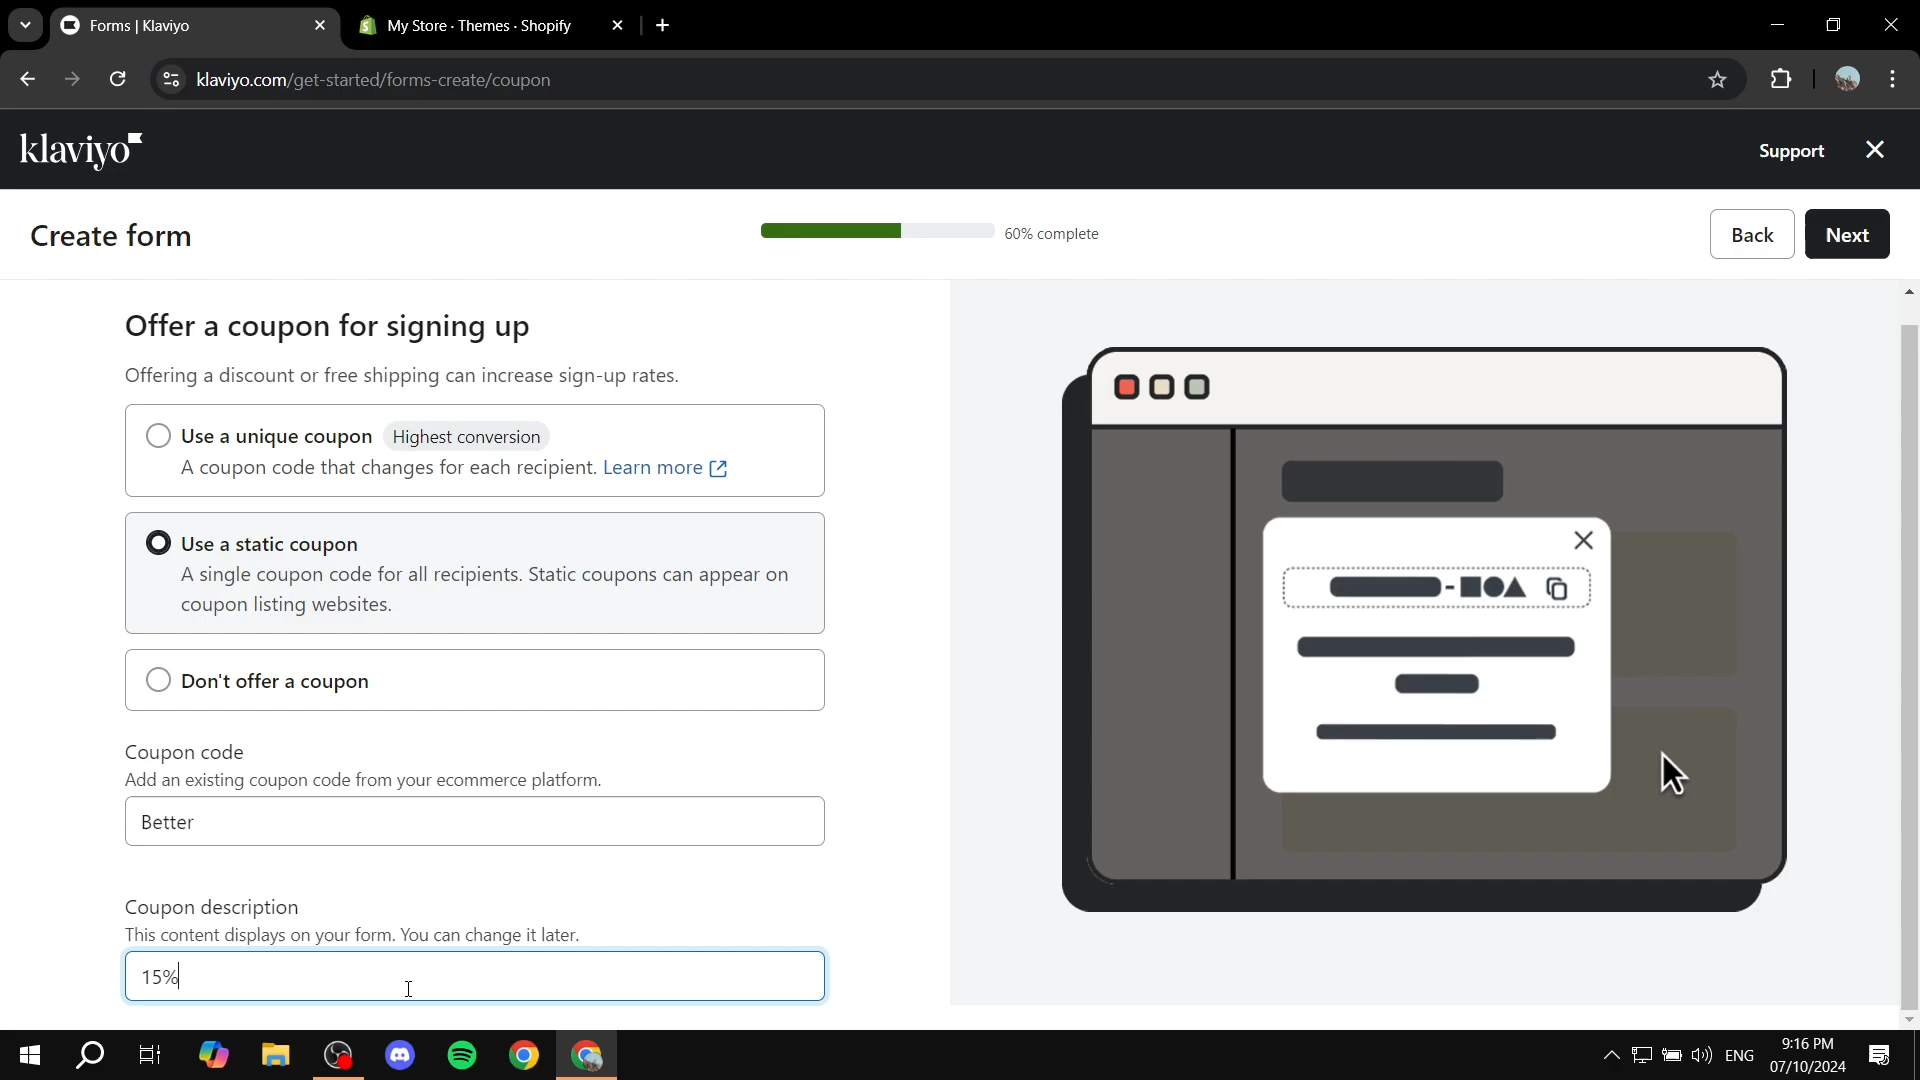 Forms | Klaviyo
My Store · Themes · Shopify
klaviyo.com/get-started/forms-create/coupon
klaviyo
Support
Create form
60% complete
Back
Next
Offer a coupon for signing up
Offering a discount or free shipping can increase sign-up rates.
Use a unique coupon Highest conversion
A coupon code that changes for each recipient. Learn more
Use a static coupon
A single coupon code for all recipients. Static coupons can appear on
coupon listing websites.
Don't offer a coupon
Coupon code
Add an existing coupon code from your ecommerce platform.
Better
Coupon description
This content displays on your form. You can change it later.
15%
ENG
9:16 PM
07/10/2024